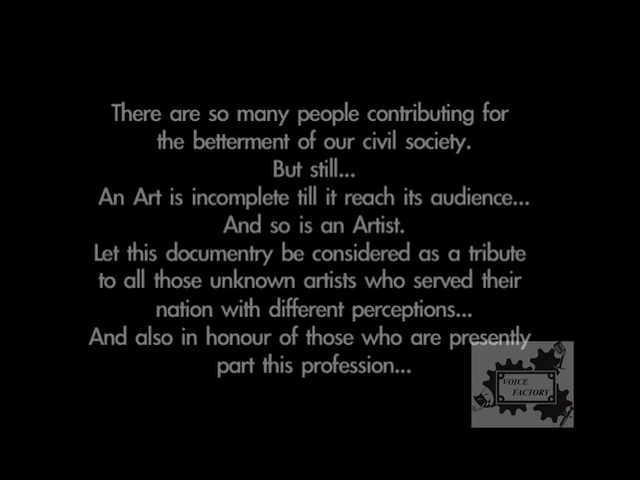 There are so many people contributing for
the betterment of our civil society.
But still...
An Art is incomplete till it reach its audience...
And so is an Artist.
Let this documentry be considered as a tribute
to all those unknown artists who served their
nation with different perceptions...
And also in honour of those who are presently
part this profession...
VOICE
FACTORY